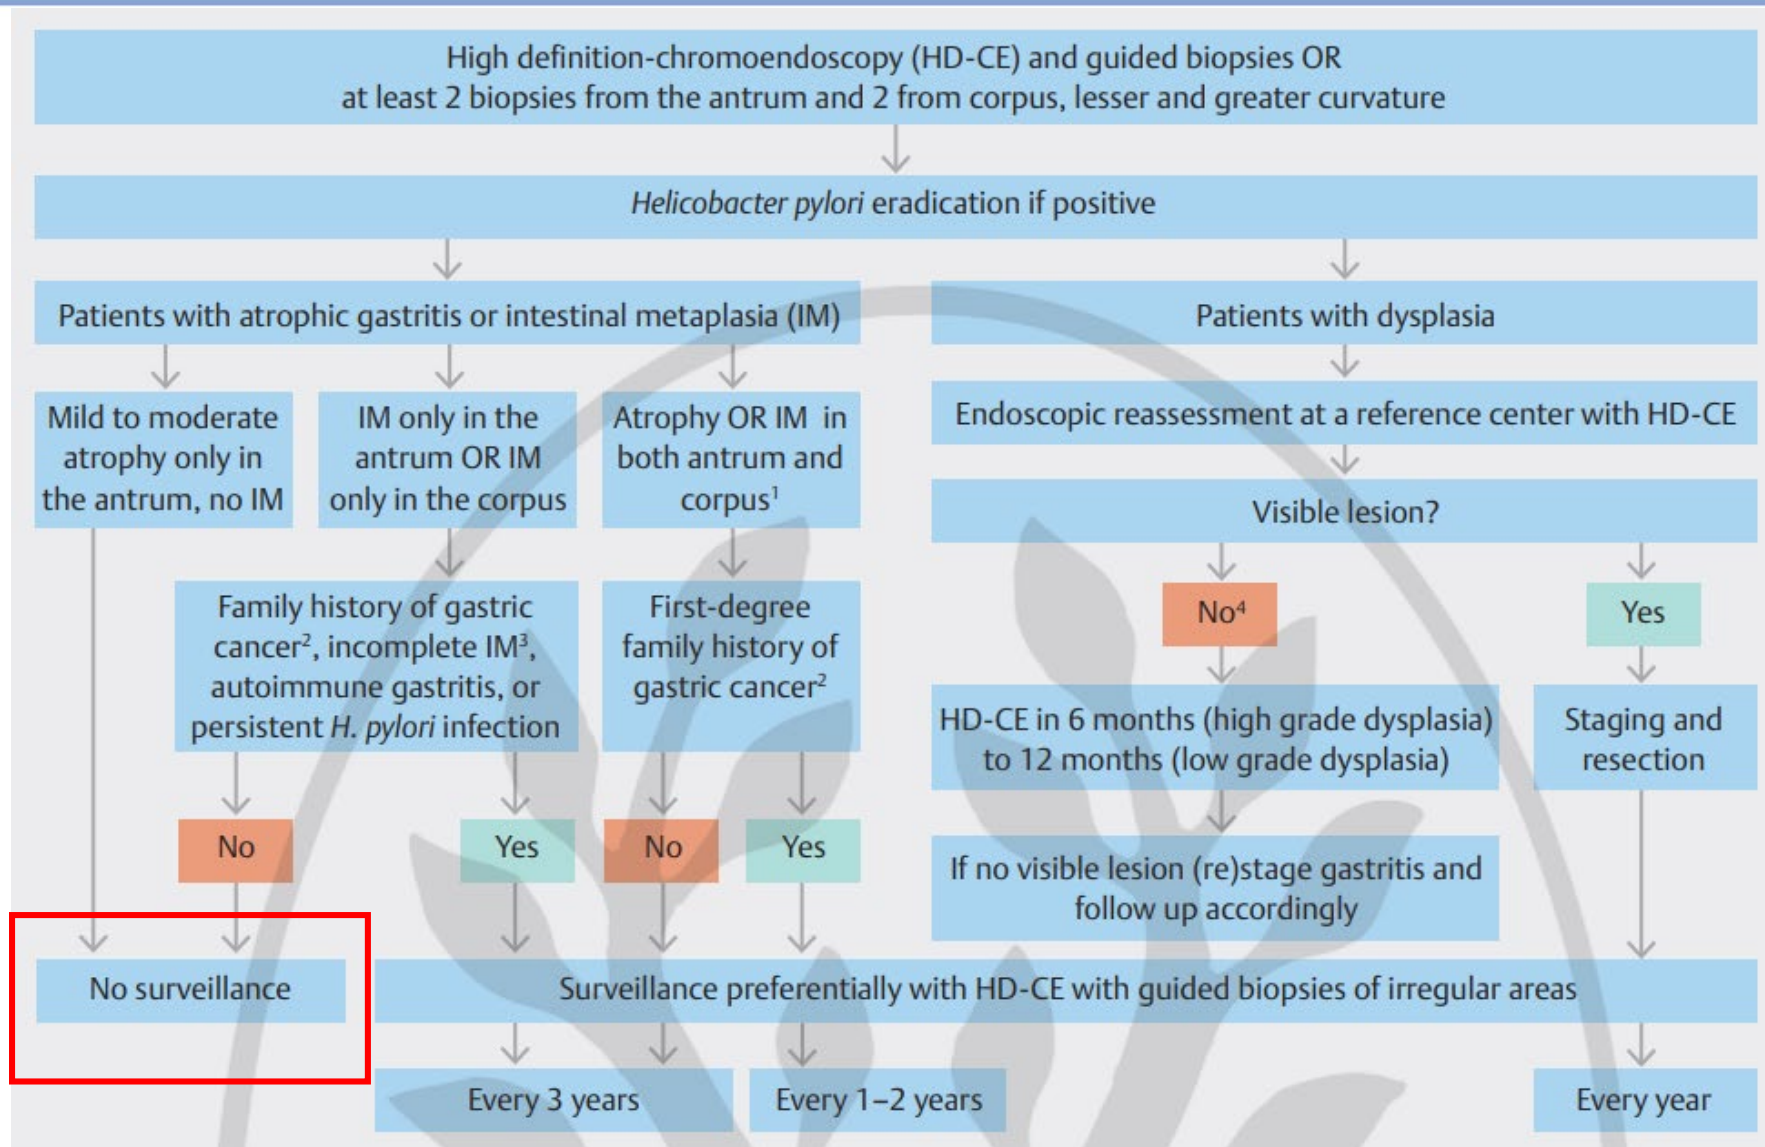 High definition-chromoendoscopy (HD-CE) and guided biopsies OR
at least 2 biopsies from the antrum and 2 from corpus, lesser and greater curvature
Helicobacter pylori eradication if positive
Patients with atrophic gastritis or intestinal metaplasia (IM)
Patients with dysplasia
Mild to moderate
atrophy only in
the antrum, no IM
IM only in the
antrum OR IM
only in the corpus
Atrophy OR IM in
both antrum and
corpus¹
Endoscopic reassessment at a reference center with HD-CE
Visible lesion?
Family history of gastric
cancer², incomplete IM³,
autoimmune gastritis, or
persistent H. pylori infection
First-degree
family history of
gastric cancer²
No⁴
Yes
HD-CE in 6 months (high grade dysplasia)
to 12 months (low grade dysplasia)
Staging and
resection
No
Yes
No
Yes
If no visible lesion (re)stage gastritis and
follow up accordingly
No surveillance
Surveillance preferentially with HD-CE with guided biopsies of irregular areas
Every 3 years
Every 1–2 years
Every year